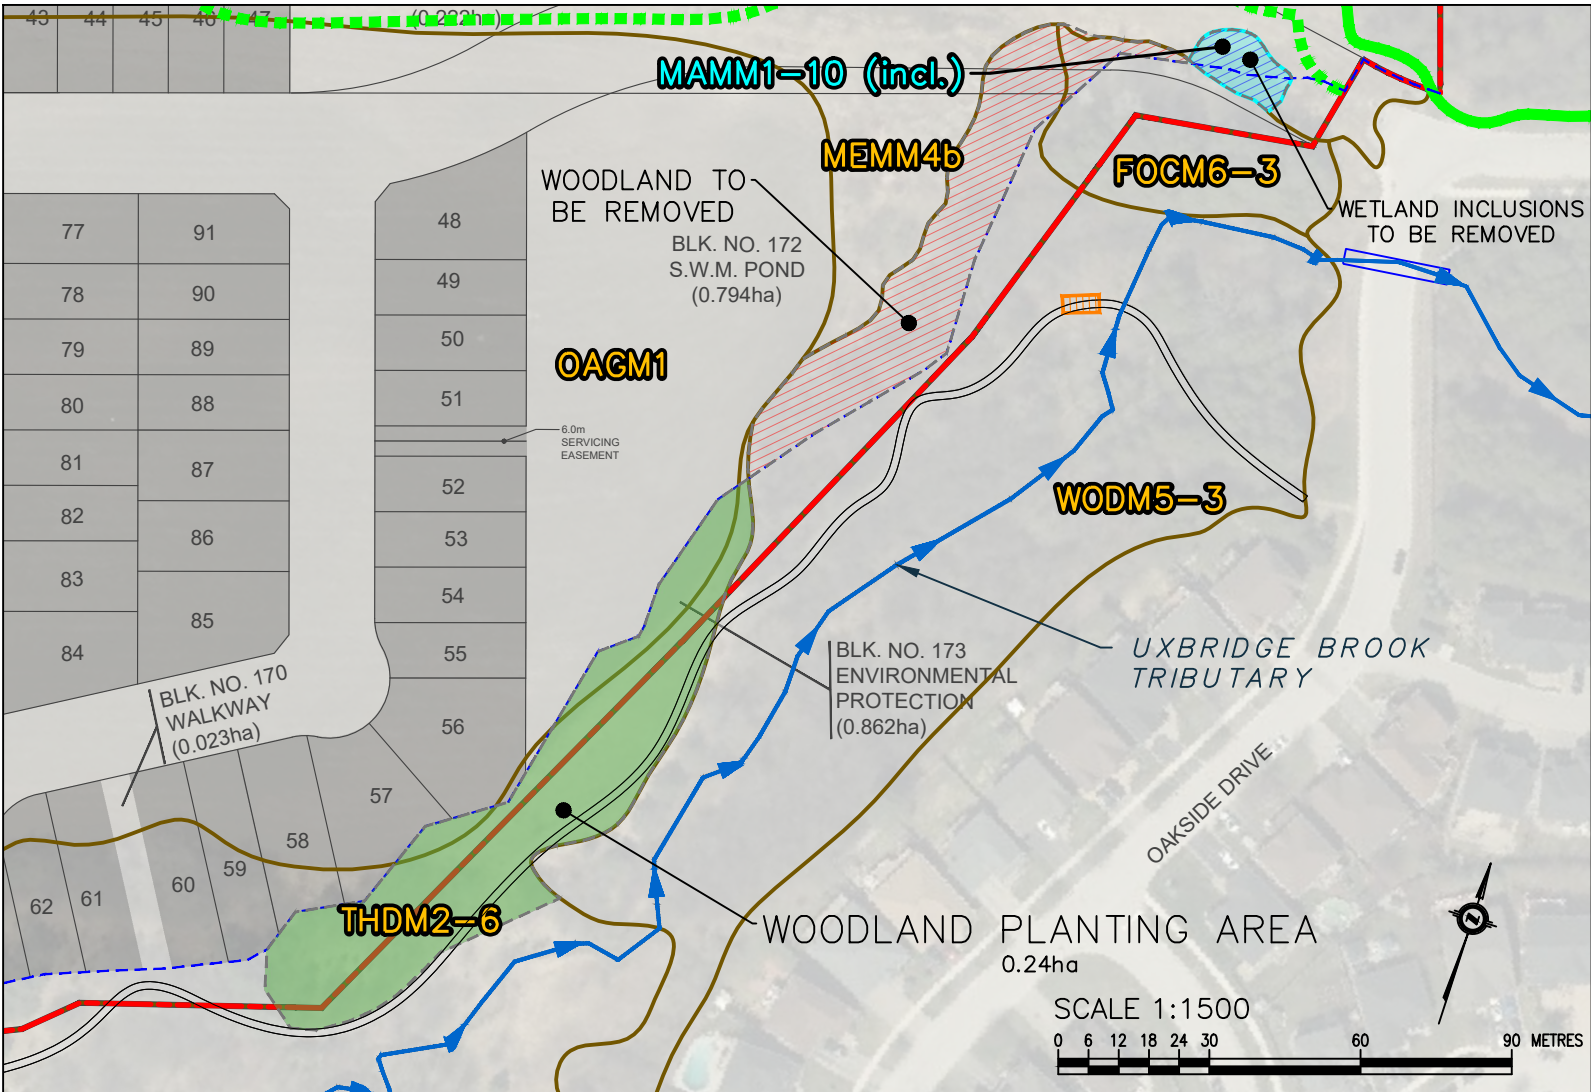 43 44 45 46 47
(0.222ha)
MAMM1-10 (incl.)
MEMM4b
FOCM6-3
WOODLAND TO
BE REMOVED
WETLAND INCLUSIONS
TO BE REMOVED
BLK. NO. 172
S.W.M. POND
(0.794ha)
77 91 48
78 90 49
79 89 50
80 88 51
OAGM1
6.0m
SERVICING
EASEMENT
81 87 52
82 86 53
83 85 54
84 55
56
WODM5-3
BLK. NO. 173
ENVIRONMENTAL
PROTECTION
(0.862ha)
UXBRIDGE BROOK
TRIBUTARY
BLK. NO. 170
WALKWAY
(0.023ha)
57
58
59
60
61
62
OAKSIDE DRIVE
THDM2-6
WOODLAND PLANTING AREA
0.24ha
Z
SCALE 1:1500
0 6 12 18 24 30 60 90 METRES